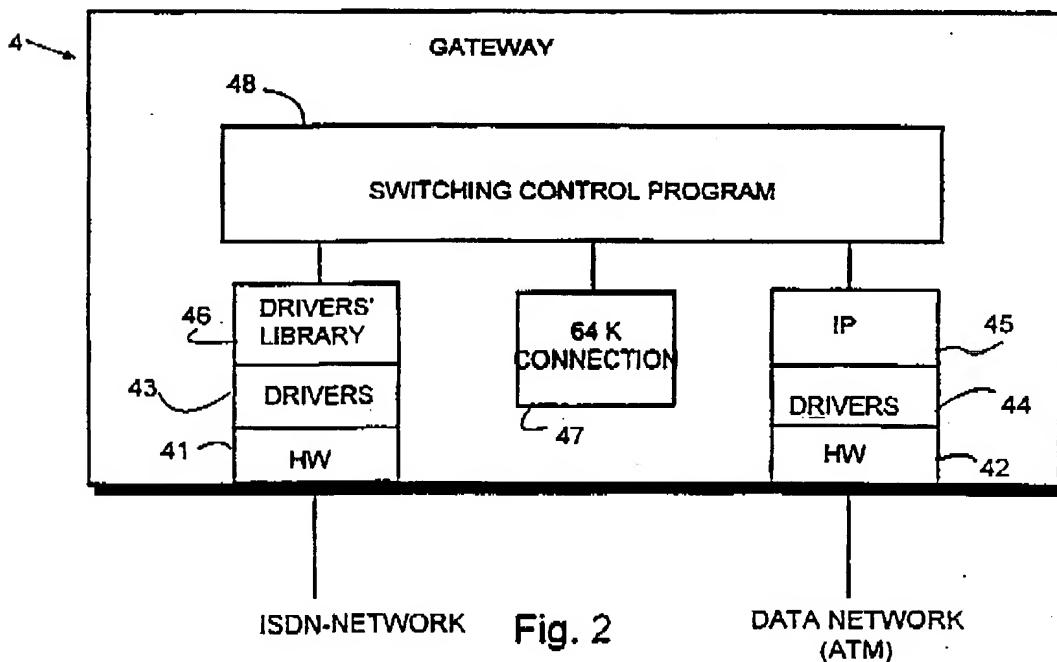 4
GATEWAY
48
SWITCHING CONTROL PROGRAM
46
DRIVERS'
LIBRARY
43
DRIVERS
41
HW
64 K
CONNECTION
47
IP
45
DRIVERS
44
HW
42
ISDN-NETWORK
Fig. 2
DATA NETWORK
(ATM)